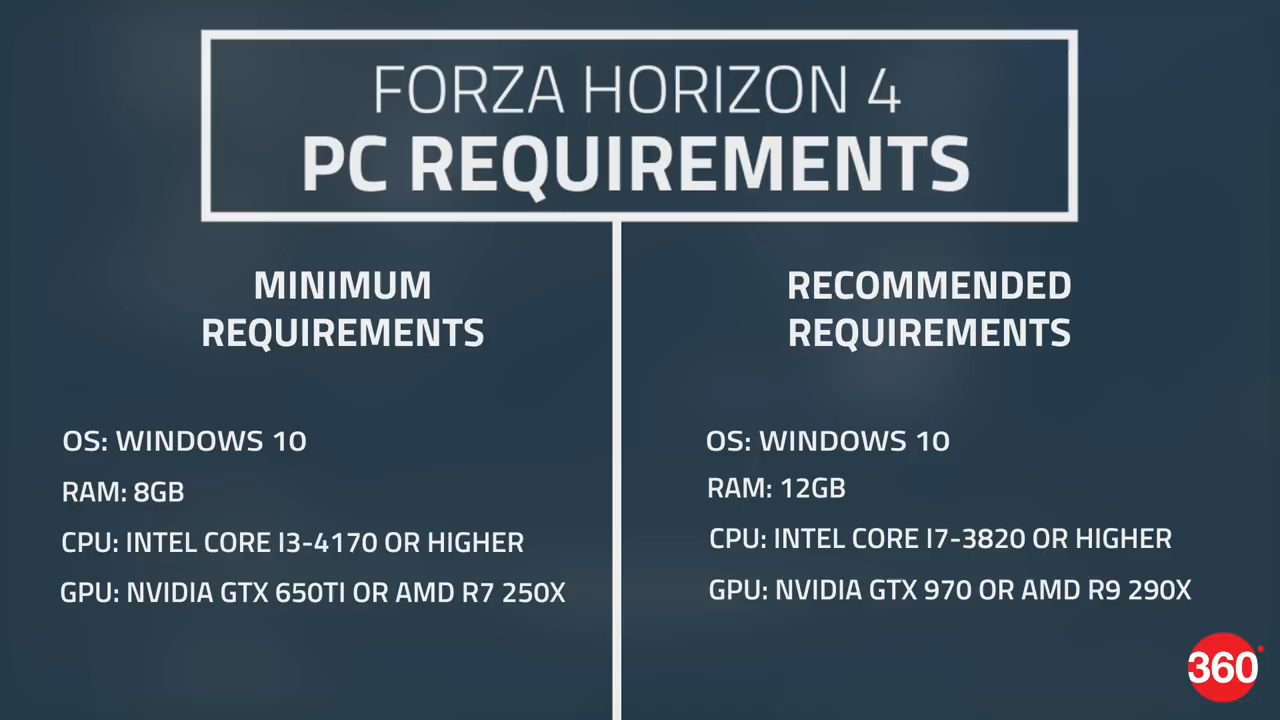 FORZA HORIZON 4
PC REQUIREMENTS
MINIMUM
REQUIREMENTS
OS: WINDOWS 10
RAM: 8GB
CPU: INTEL CORE I3-4170 OR HIGHER
GPU: NVIDIA GTX 650TI OR AMD R7 250X
RECOMMENDED
REQUIREMENTS
OS: WINDOWS 10
RAM: 12GB
CPU: INTEL CORE I7-3820 OR HIGHER
GPU: NVIDIA GTX 970 OR AMD R9 290X
360